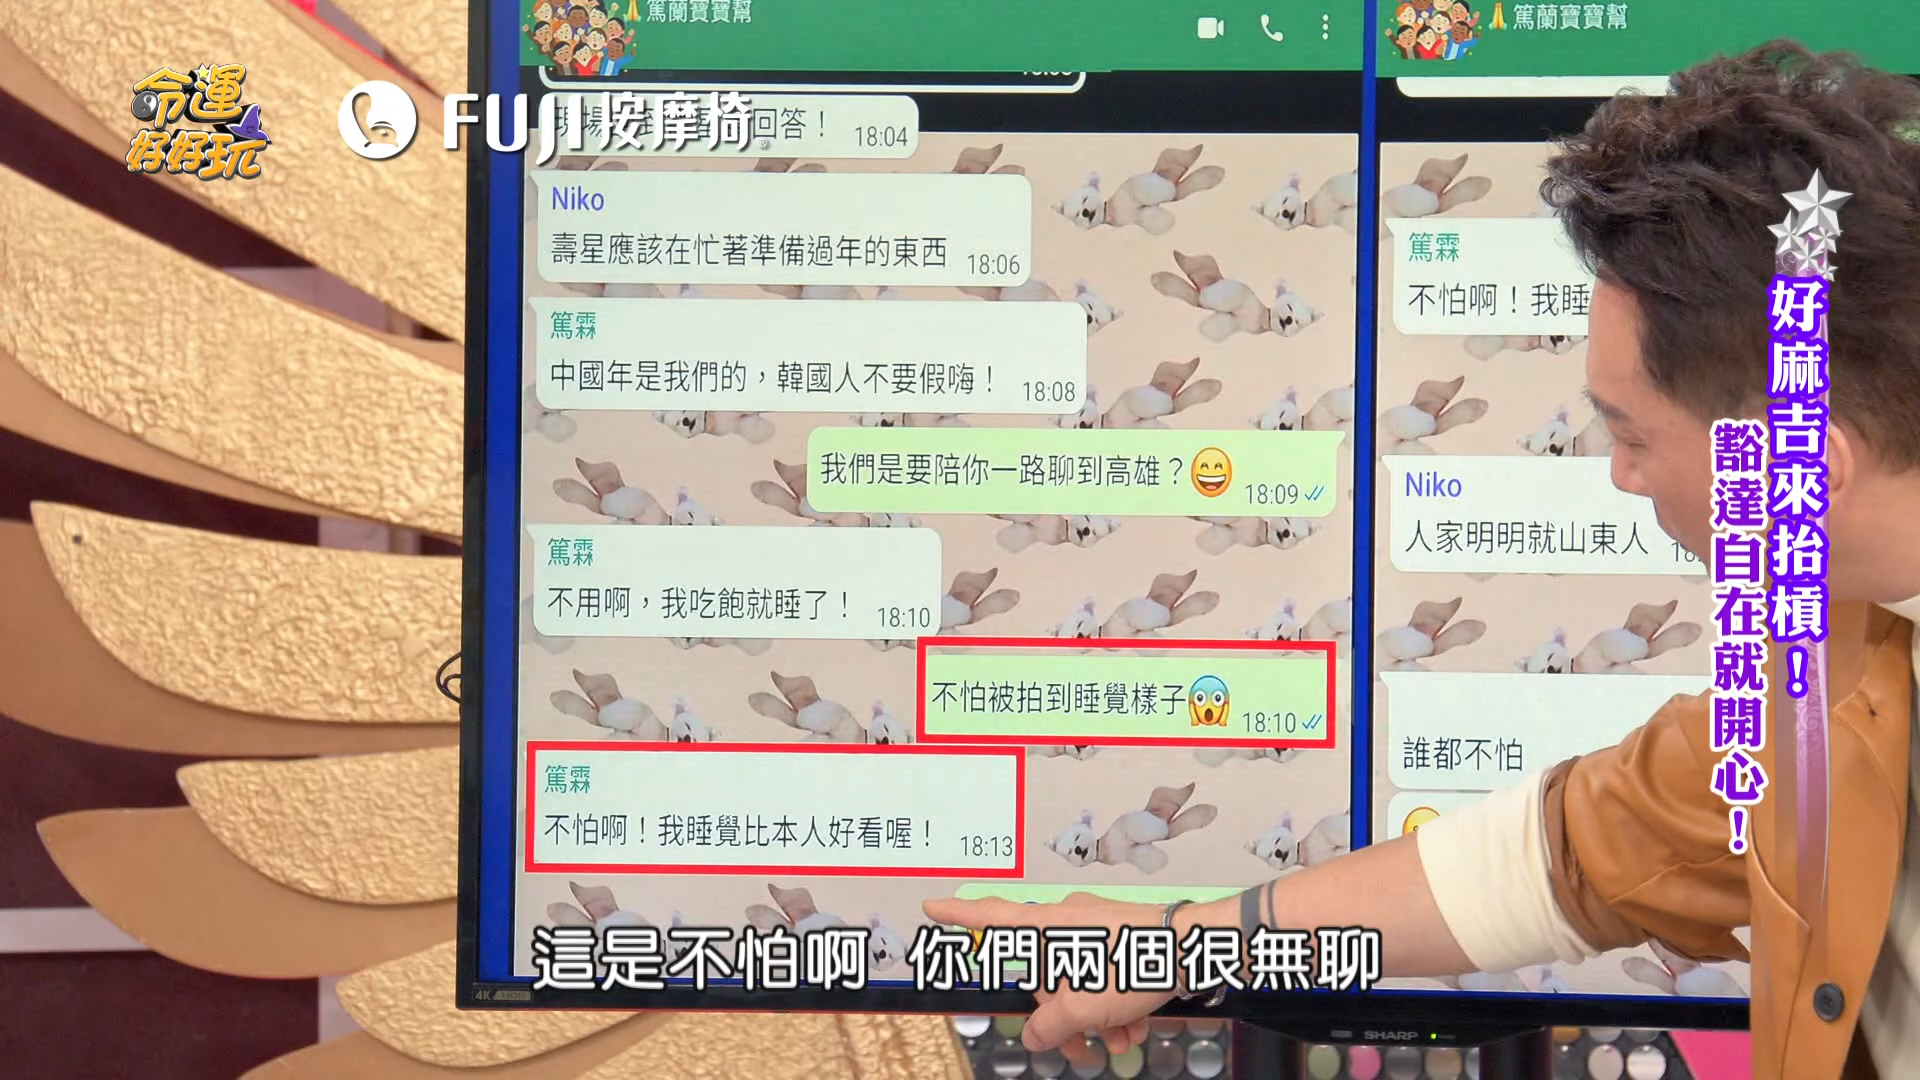 🙏篤蘭寶寶幫
回答！ 18:04
Niko
壽星應該在忙著準備過年的東西 18:06
篤霖
中國年是我們的，韓國人不要假嗨！ 18:08
我們是要陪你一路聊到高雄？😄 18:09
篤霖
不用啊，我吃飽就睡了！ 18:10
不怕被拍到睡覺樣子😱 18:10
篤霖
不怕啊！我睡覺比本人好看喔！ 18:13
🙏篤蘭寶寶幫
篤霖
不怕啊！我睡
Niko
人家明明就山東人 18
誰都不怕
命運
好好玩
FUJI按摩椅
好麻吉來抬槓！
豁達自在就開心！
這是不怕啊 你們兩個很無聊
4K HDR
SHARP